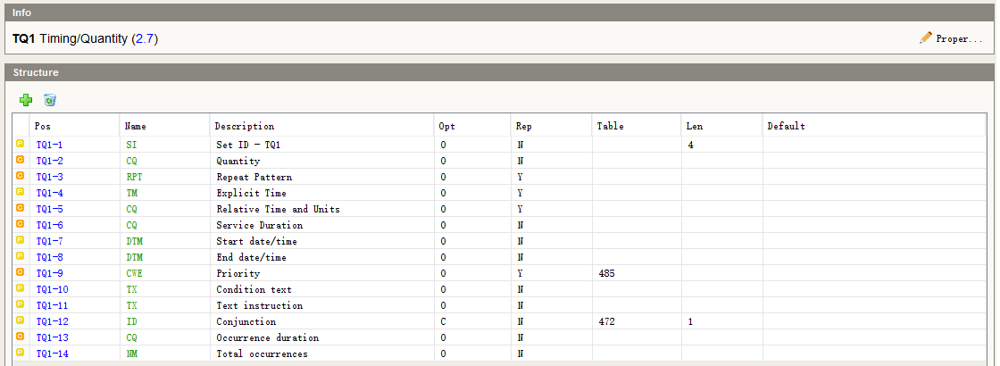 Info
TQ1 Timing/Quantity (2.7) Proper...
Structure
Pos Name Description Opt Rep Table Len Default
P TQ1-1 SI Set ID - TQ1 O N 4
C TQ1-2 CQ Quantity O N
C TQ1-3 RPT Repeat Pattern O Y
P TQ1-4 TM Explicit Time O Y
C TQ1-5 CQ Relative Time and Units O Y
C TQ1-6 CQ Service Duration O N
P TQ1-7 DTM Start date/time O N
P TQ1-8 DTM End date/time O N
C TQ1-9 CWE Priority O Y 485
P TQ1-10 TX Condition text O N
P TQ1-11 TX Text instruction O N
P TQ1-12 ID Conjunction C N 472 1
C TQ1-13 CQ Occurrence duration O N
P TQ1-14 NM Total occurrences O N